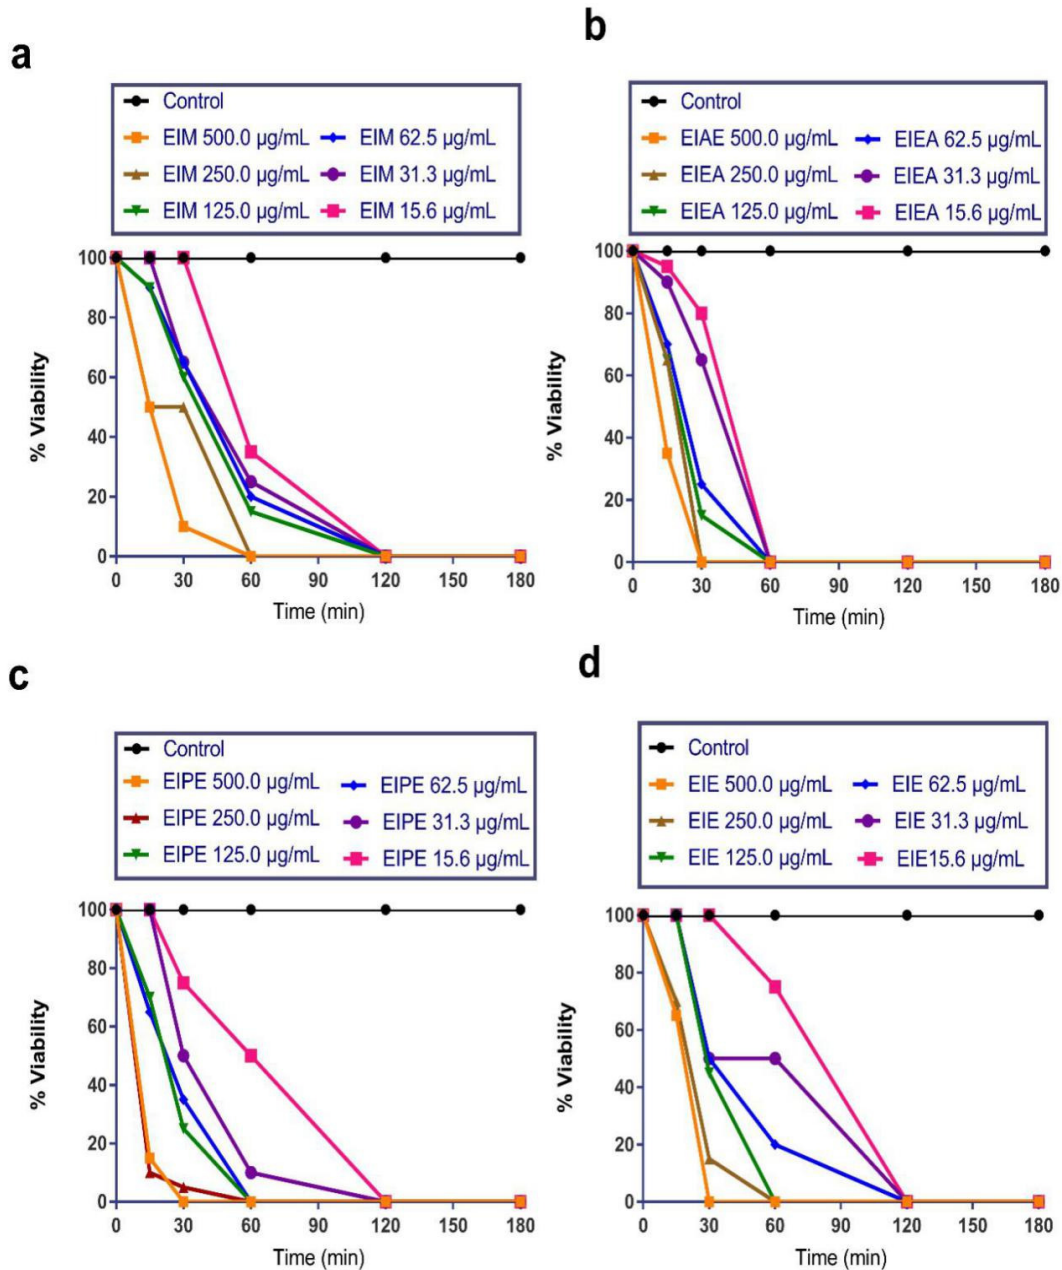 a
Control
EIM 500.0 µg/mL EIM 62.5 µg/mL
EIM 250.0 µg/mL EIM 31.3 µg/mL
EIM 125.0 µg/mL EIM 15.6 µg/mL
100
80
60
40
20
0
% Viability
0 30 60 90 120 150 180
Time (min)
b
Control
EIAE 500.0 µg/mL EIEA 62.5 µg/mL
EIEA 250.0 µg/mL EIEA 31.3 µg/mL
EIEA 125.0 µg/mL EIEA 15.6 µg/mL
100
80
60
40
20
0
% Viability
0 30 60 90 120 150 180
Time (min)
c
Control
EIPE 500.0 µg/mL EIPE 62.5 µg/mL
EIPE 250.0 µg/mL EIPE 31.3 µg/mL
EIPE 125.0 µg/mL EIPE 15.6 µg/mL
100
80
60
40
20
0
% Viability
0 30 60 90 120 150 180
Time (min)
d
Control
EIE 500.0 µg/mL EIE 62.5 µg/mL
EIE 250.0 µg/mL EIE 31.3 µg/mL
EIE 125.0 µg/mL EIE15.6 µg/mL
100
80
60
40
20
0
% Viability
0 30 60 90 120 150 180
Time (min)